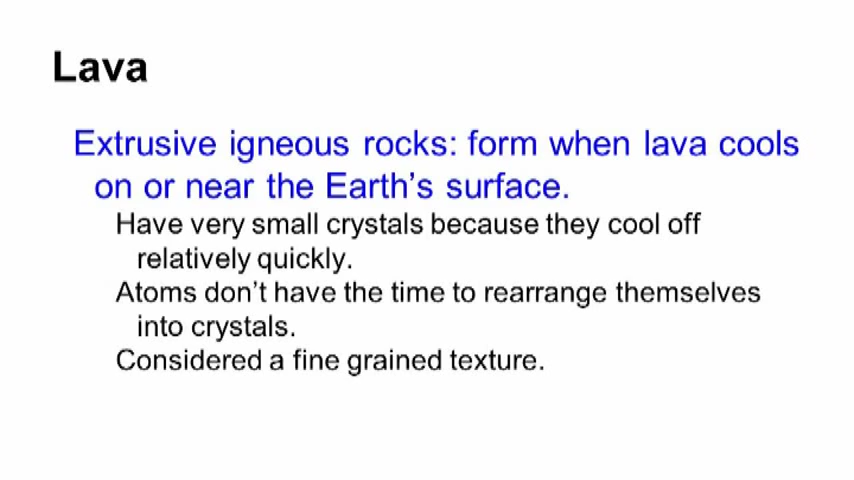 Lava
Extrusive igneous rocks: form when lava cools
on or near the Earth’s surface.
Have very small crystals because they cool off
relatively quickly.
Atoms don’t have the time to rearrange themselves
into crystals.
Considered a fine grained texture.